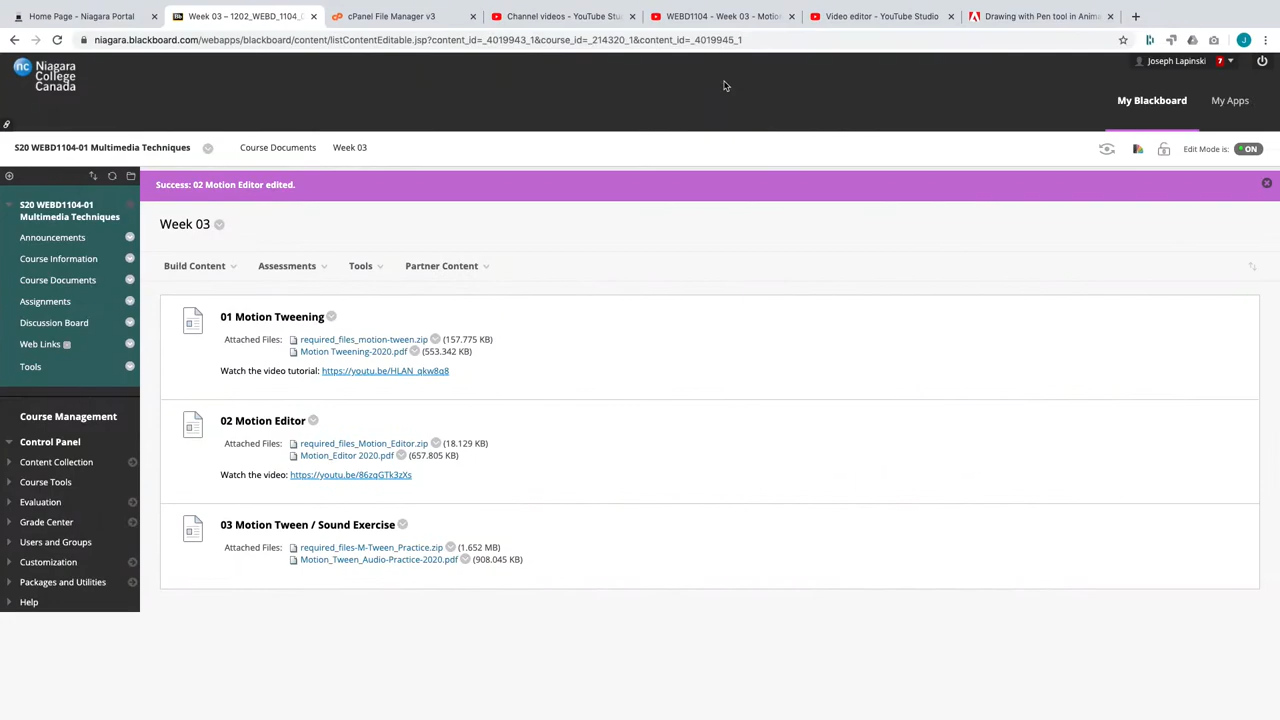 Home Page - Niagara Portal
Week 03 – 1202_WEBD_1104_0
cPanel File Manager v3
Channel videos - YouTube Stu
WEBD1104 - Week 03 - Motio
Video editor - YouTube Studio
Drawing with Pen tool in Anima
niagara.blackboard.com/webapps/blackboard/content/listContentEditable.jsp?content_id=_4019943_1&course_id=_214320_1&content_id=_4019945_1
J
nc Niagara College Canada
Joseph Lapinski 7
My Blackboard
My Apps
S20 WEBD1104-01 Multimedia Techniques
Course Documents
Week 03
Edit Mode is: ON
Success: 02 Motion Editor edited.
S20 WEBD1104-01
Multimedia Techniques
Announcements
Course Information
Course Documents
Assignments
Discussion Board
Web Links
Tools
Course Management
Control Panel
Content Collection
Course Tools
Evaluation
Grade Center
Users and Groups
Customization
Packages and Utilities
Help
Week 03
Build Content
Assessments
Tools
Partner Content
01 Motion Tweening
Attached Files: required_files_motion-tween.zip (157.775 KB)
Motion Tweening-2020.pdf (553.342 KB)
Watch the video tutorial: https://youtu.be/HLAN_qkw8q8
02 Motion Editor
Attached Files: required_files_Motion_Editor.zip (18.129 KB)
Motion_Editor 2020.pdf (657.805 KB)
Watch the video: https://youtu.be/86zqGTk3zXs
03 Motion Tween / Sound Exercise
Attached Files: required_files-M-Tween_Practice.zip (1.652 MB)
Motion_Tween_Audio-Practice-2020.pdf (908.045 KB)